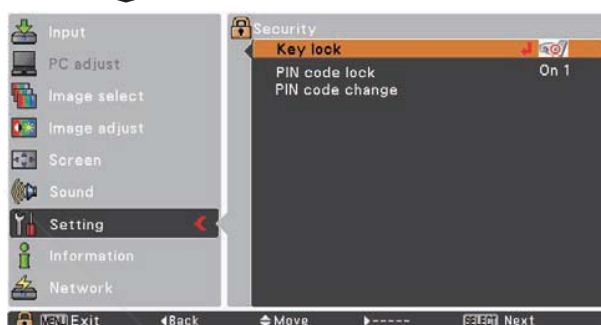 Input
PC adjust
Image select
Image adjust
Screen
Sound
Setting
Information
Network
Security
Key lock
PIN code lock On 1
PIN code change
MENU Exit Back Move ----- SELECT Next